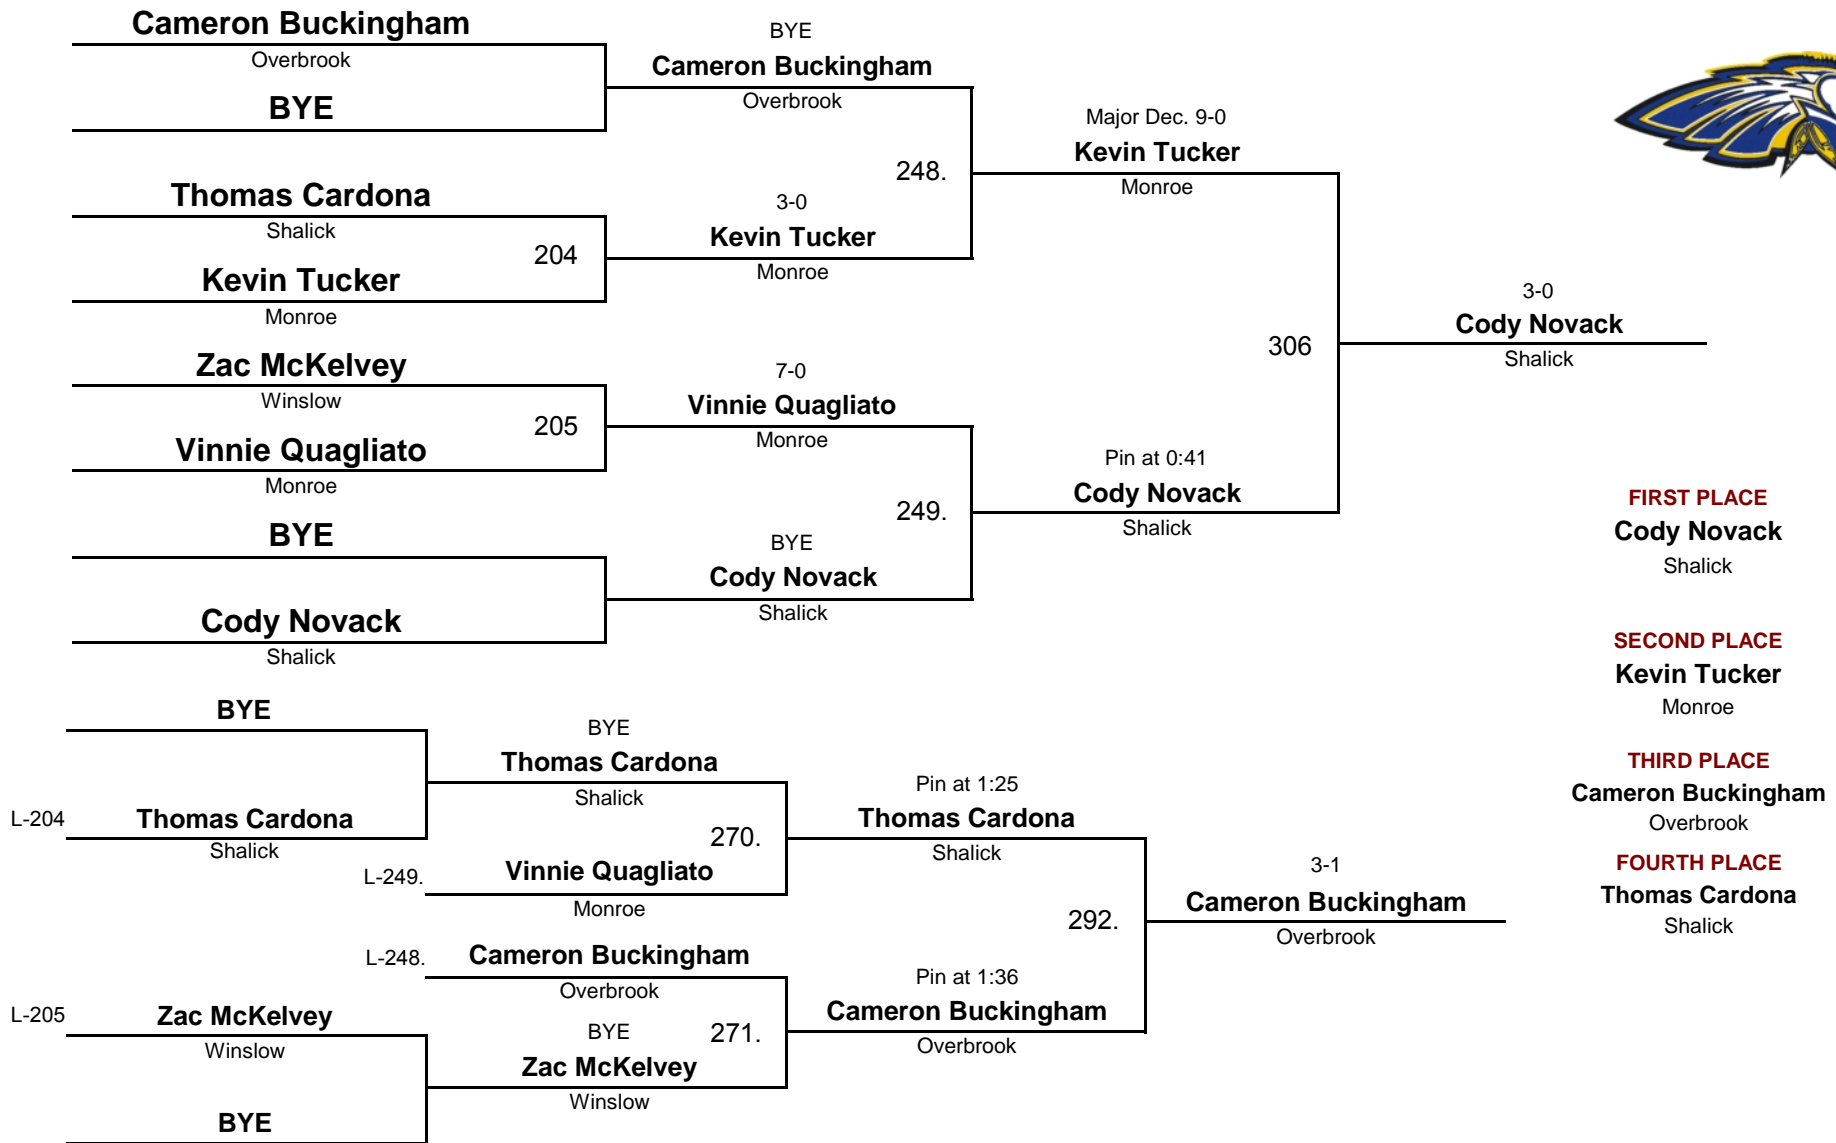 Cameron Buckingham
Overbrook
BYE
Thomas Cardona
Shalick
204
Kevin Tucker
Monroe
Zac McKelvey
Winslow
205
Vinnie Quagliato
Monroe
BYE
Cody Novack
Shalick
BYE
Cameron Buckingham
Overbrook
248.
3-0
Kevin Tucker
Monroe
7-0
Vinnie Quagliato
Monroe
249.
BYE
Cody Novack
Shalick
Major Dec. 9-0
Kevin Tucker
Monroe
306
Pin at 0:41
Cody Novack
Shalick
3-0
Cody Novack
Shalick
FIRST PLACE
Cody Novack
Shalick
SECOND PLACE
Kevin Tucker
Monroe
THIRD PLACE
Cameron Buckingham
Overbrook
FOURTH PLACE
Thomas Cardona
Shalick
BYE
L-204
Thomas Cardona
Shalick
L-205
Zac McKelvey
Winslow
BYE
BYE
Thomas Cardona
Shalick
270.
L-249.
Vinnie Quagliato
Monroe
L-248.
Cameron Buckingham
Overbrook
BYE
271.
Zac McKelvey
Winslow
Pin at 1:25
Thomas Cardona
Shalick
292.
Pin at 1:36
Cameron Buckingham
Overbrook
3-1
Cameron Buckingham
Overbrook